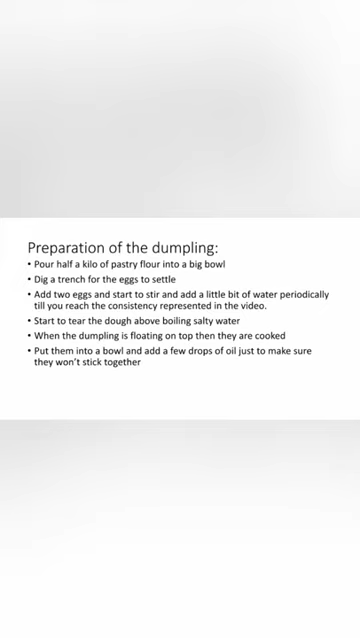 Preparation of the dumpling:
• Pour half a kilo of pastry flour into a big bowl
• Dig a trench for the eggs to settle
• Add two eggs and start to stir and add a little bit of water periodically
till you reach the consistency represented in the video.
• Start to tear the dough above boiling salty water
• When the dumpling is floating on top then they are cooked
• Put them into a bowl and add a few drops of oil just to make sure
they won't stick together